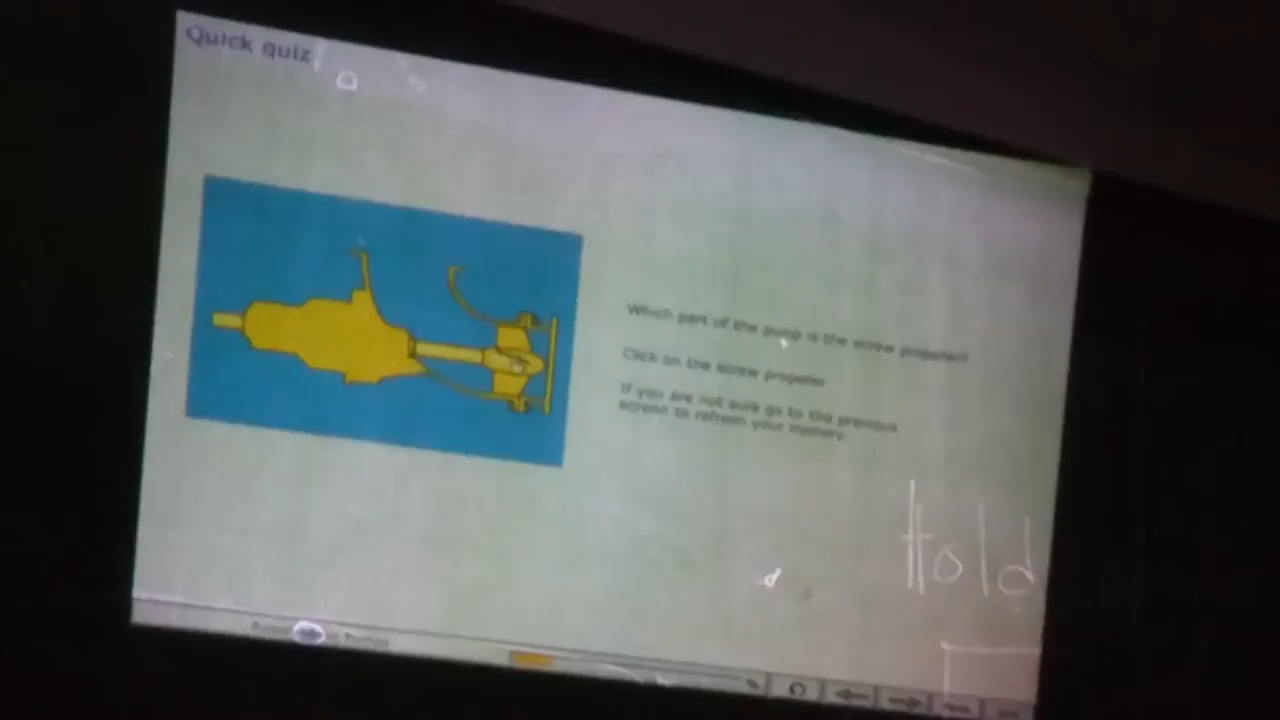 Quick quiz
Which part of the pump is the screw propeller?
Click on the screw propeller
If you are not sure go to the previous
screen to refresh your memory.
Hold